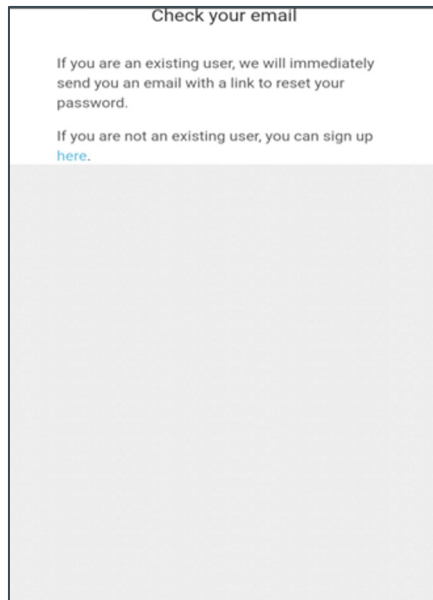 Check your email
If you are an existing user, we will immediately
send you an email with a link to reset your
password.
If you are not an existing user, you can sign up
here.